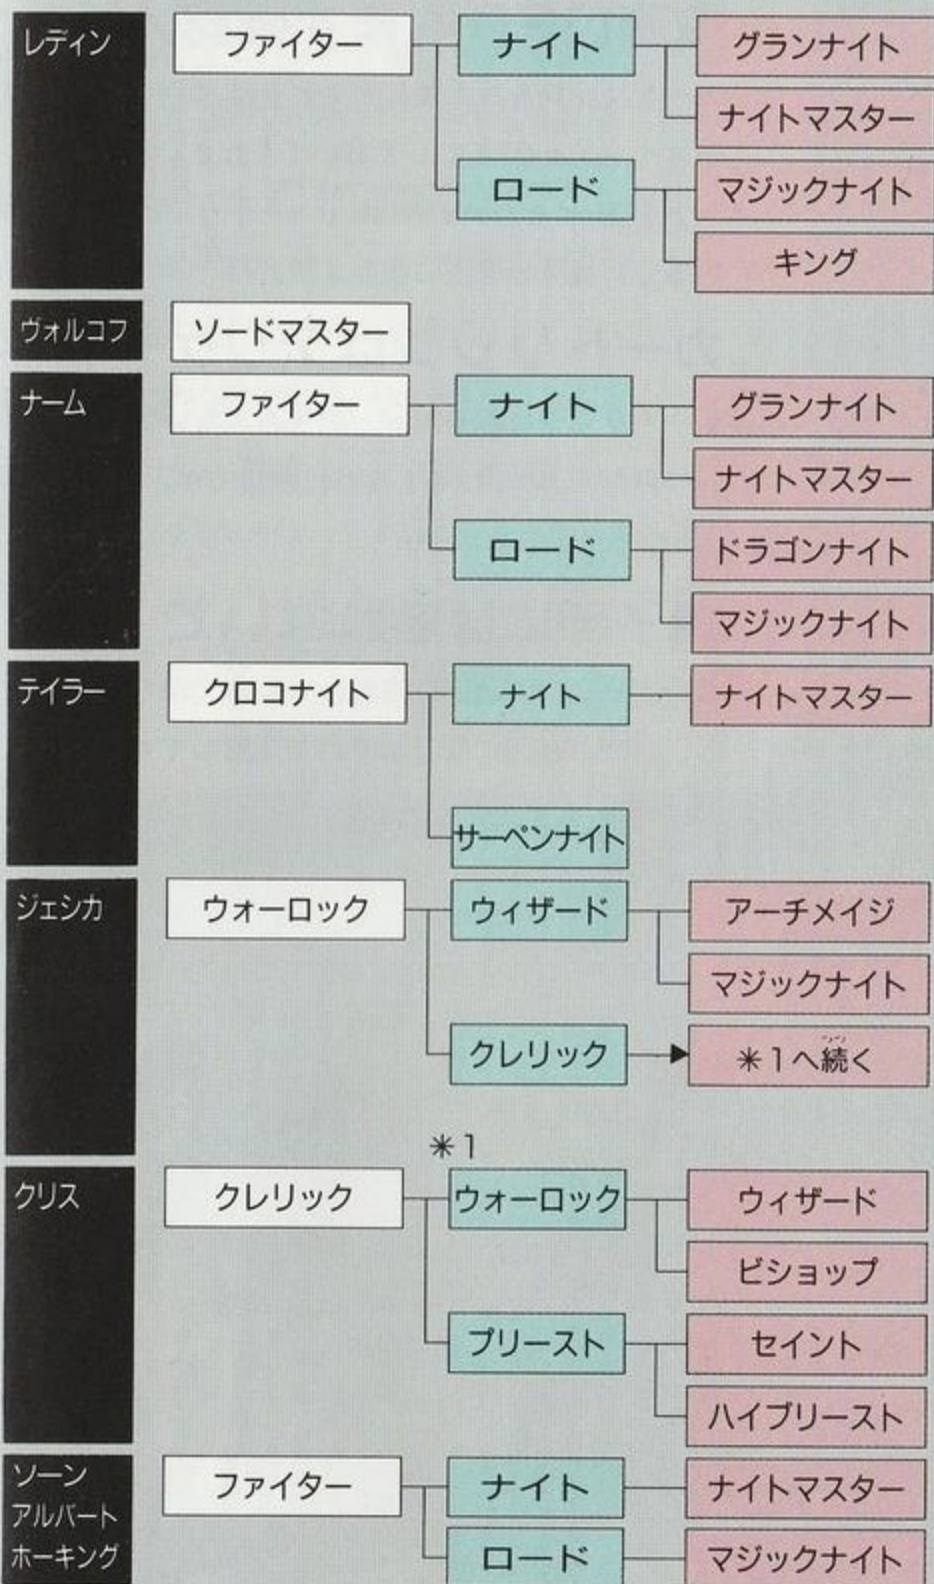 レディン
ファイター
ナイト
グランナイト
ナイトマスター
ロード
マジックナイト
キング
ヴォルコフ
ソードマスター
ナーム
ファイター
ナイト
グランナイト
ナイトマスター
ロード
ドラゴンナイト
マジックナイト
テイラー
クロコナイト
ナイト
ナイトマスター
サーペンナイト
ジェシカ
ウォーロック
ウィザード
アーチメイジ
マジックナイト
クレリック
＊1へ続く
＊1
クリス
クレリック
ウォーロック
ウィザード
ビショップ
プリースト
セイント
ハイプリースト
ソーン
アルバート
ホーキング
ファイター
ナイト
ナイトマスター
ロード
マジックナイト